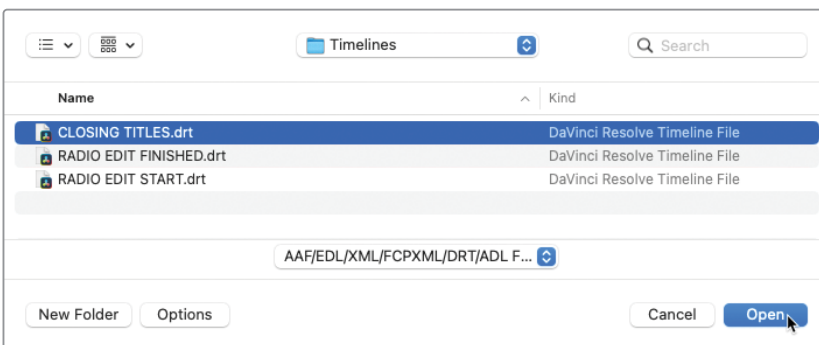 Timelines
Search
Name Kind
CLOSING TITLES.drt DaVinci Resolve Timeline File
RADIO EDIT FINISHED.drt DaVinci Resolve Timeline File
RADIO EDIT START.drt DaVinci Resolve Timeline File
AAF/EDL/XML/FCPXML/DRT/ADL F...
New Folder Options Cancel Open